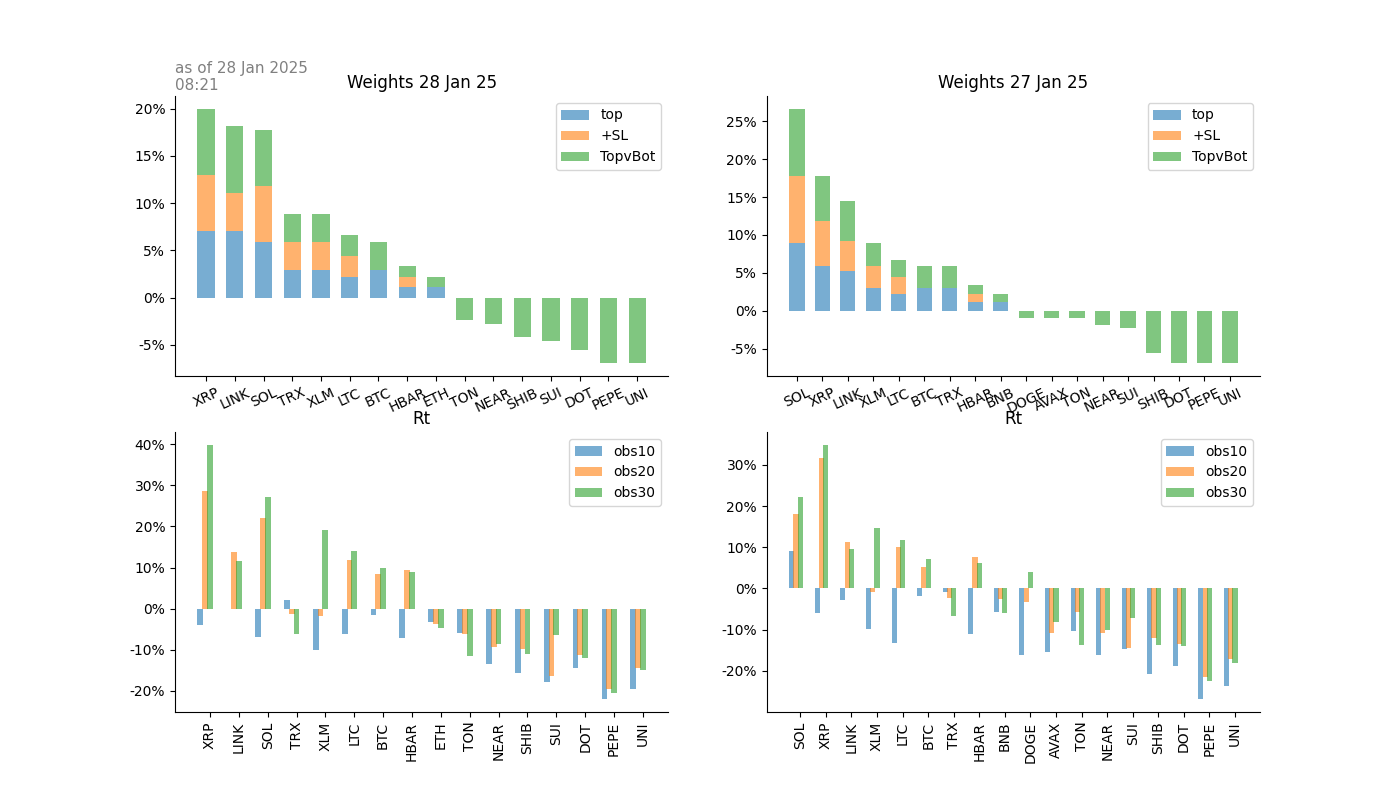 as of 28 Jan 2025
08:21
Weights 28 Jan 25
20%
15%
10%
5%
0%
-5%
top
+SL
TopvBot
XRP LINK SOL TRX XLM LTC BTC HBAR ETH TON NEAR SHIB SUI DOT PEPE UNI
Weights 27 Jan 25
25%
20%
15%
10%
5%
0%
-5%
top
+SL
TopvBot
SOL XRP LINK XLM LTC BTC TRX HBAR BNB DOGE AVAX TON NEAR SUI SHIB DOT PEPE UNI
Rt
40%
30%
20%
10%
0%
-10%
-20%
obs10
obs20
obs30
XRP LINK SOL TRX XLM LTC BTC HBAR ETH TON NEAR SHIB SUI DOT PEPE UNI
Rt
30%
20%
10%
0%
-10%
-20%
obs10
obs20
obs30
SOL XRP LINK XLM LTC BTC TRX HBAR BNB DOGE AVAX TON NEAR SUI SHIB DOT PEPE UNI